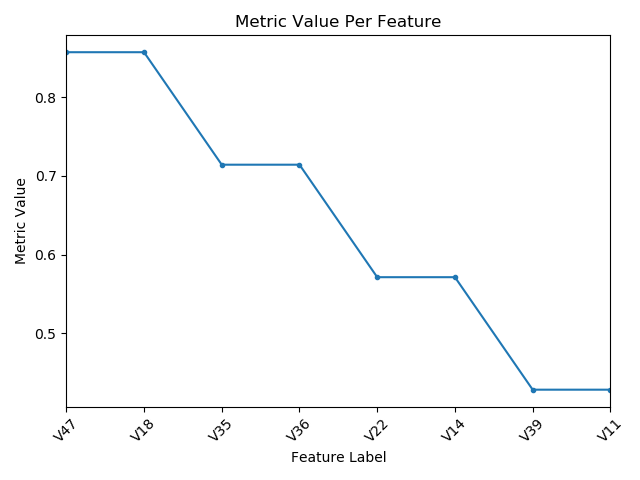 Metric Value Per Feature
Metric Value
0.8
0.7
0.6
0.5
V47 V18 V35 V36 V22 V14 V39 V11
Feature Label